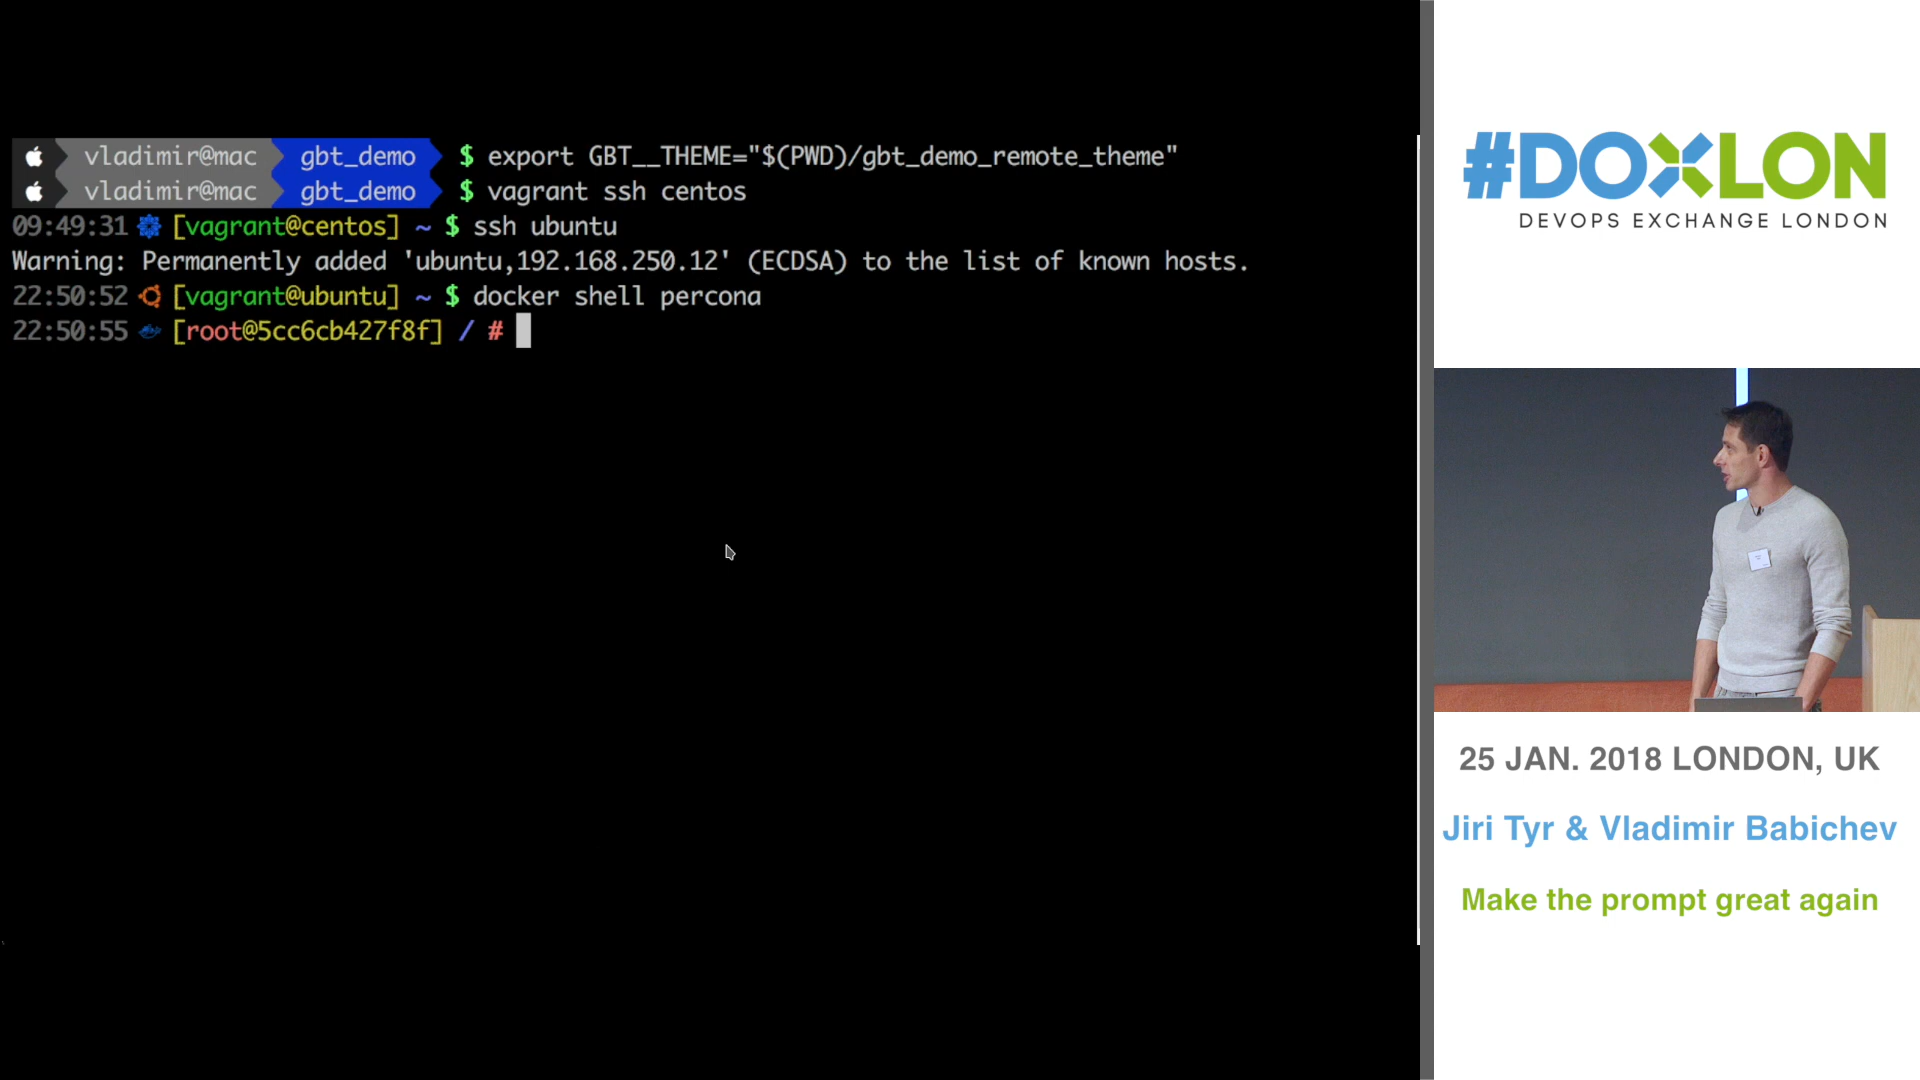 vladimir@mac gbt_demo $ export GBT__THEME="$(PWD)/gbt_demo_remote_theme"
vladimir@mac gbt_demo $ vagrant ssh centos
09:49:31 [vagrant@centos] ~ $ ssh ubuntu
Warning: Permanently added 'ubuntu,192.168.250.12' (ECDSA) to the list of known hosts.
22:50:52 [vagrant@ubuntu] ~ $ docker shell percona
22:50:55 [root@5cc6cb427f8f] / #
#DOXLON
DEVOPS EXCHANGE LONDON
25 JAN. 2018 LONDON, UK
Jiri Tyr & Vladimir Babichev
Make the prompt great again